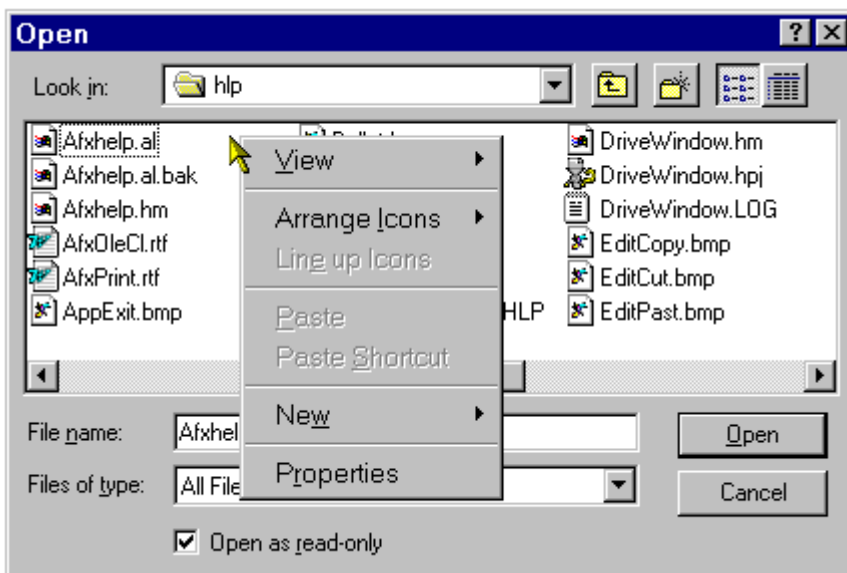 Open
Look in: hlp
Afxhelp.al
Afxhelp.al.bak
Afxhelp.hm
AfxOleCl.rtf
AfxPrint.rtf
AppExit.bmp
HLP
DriveWindow.hm
DriveWindow.hpj
DriveWindow.LOG
EditCopy.bmp
EditCut.bmp
EditPast.bmp
View
Arrange Icons
Line up Icons
Paste
Paste Shortcut
New
Properties
File name: Afxhel
Open
Files of type: All File
Cancel
Open as read-only